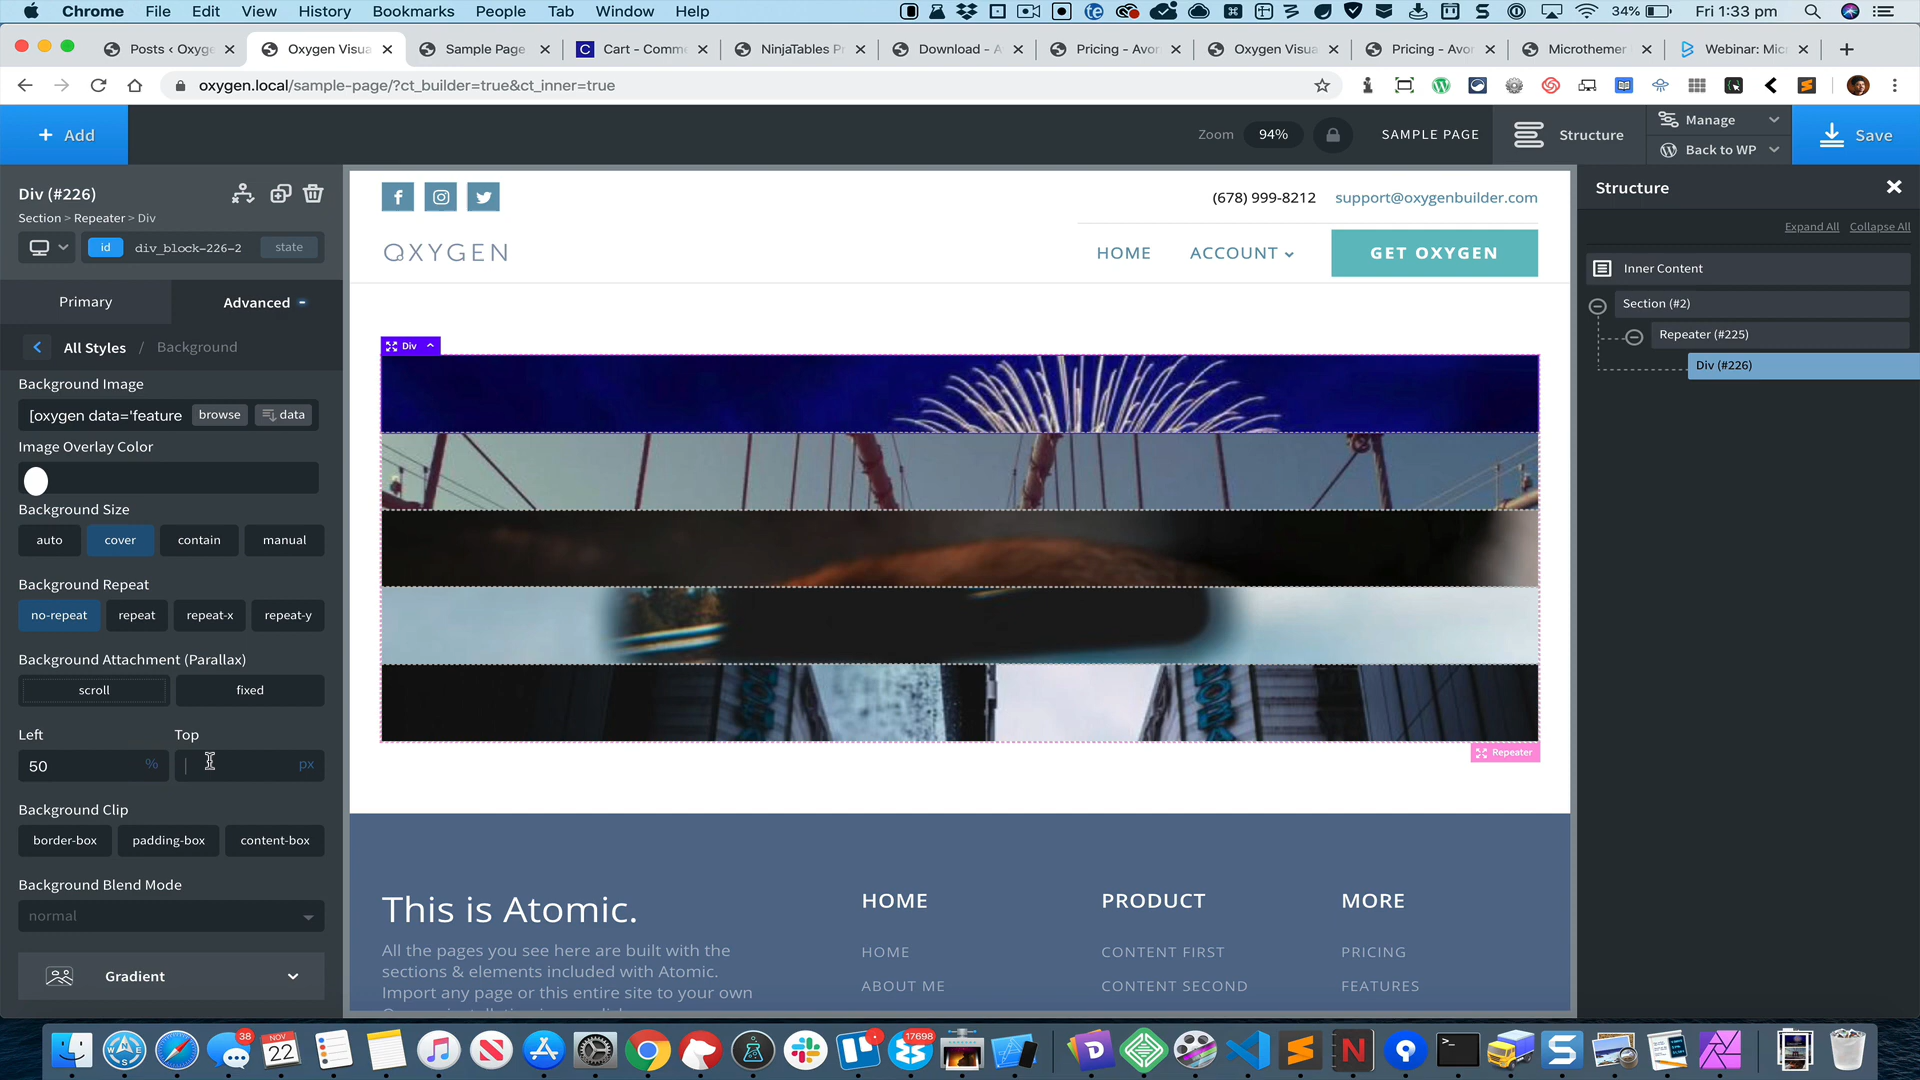 Chrome File Edit View History Bookmarks People Tab Window Help 34% Fri 1:33 pm
Posts ‹ Oxyge Oxygen Visua Sample Page Cart - Comme NinjaTables P Download - A Pricing - Avor Oxygen Visua Pricing - Avor Microthemer Webinar: Mic
oxygen.local/sample-page/?ct_builder=true&ct_inner=true
+ Add
Zoom 94% SAMPLE PAGE Structure Manage Back to WP Save
Div (#226)
Section > Repeater > Div
id div_block-226-2 state
Primary Advanced
All Styles / Background
Background Image
[oxygen data='feature browse data
Image Overlay Color
Background Size
auto cover contain manual
Background Repeat
no-repeat repeat repeat-x repeat-y
Background Attachment (Parallax)
scroll fixed
Left Top
50 % px
Background Clip
border-box padding-box content-box
Background Blend Mode
normal
Gradient
(678) 999-8212 support@oxygenbuilder.com
OXYGEN
HOME ACCOUNT GET OXYGEN
Div
Repeater
This is Atomic.
All the pages you see here are built with the
sections & elements included with Atomic.
Import any page or this entire site to your own
HOME
HOME
ABOUT ME
PRODUCT
CONTENT FIRST
CONTENT SECOND
MORE
PRICING
FEATURES
Structure
Expand All Collapse All
Inner Content
Section (#2)
Repeater (#225)
Div (#226)
38
NOV
22
17698